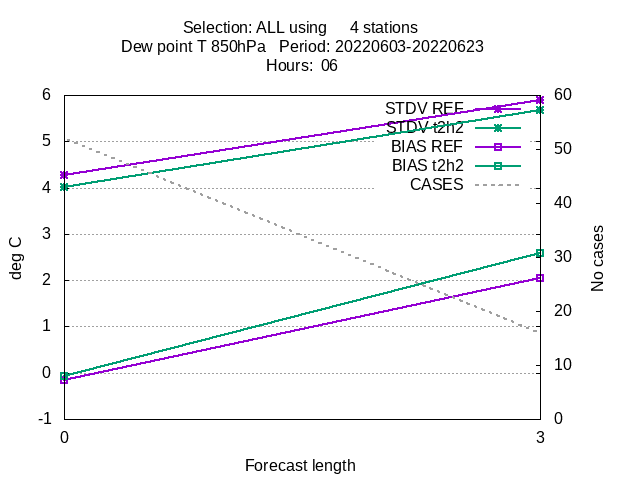 Selection: ALL using     4 stations
Dew point T 850hPa   Period: 20220603-20220623
Hours:  06
6
5
4
3
2
1
0
-1
60
50
40
30
20
10
0
deg C
No cases
STDV REF
STDV t2h2
BIAS REF
BIAS t2h2
CASES
0
3
Forecast length